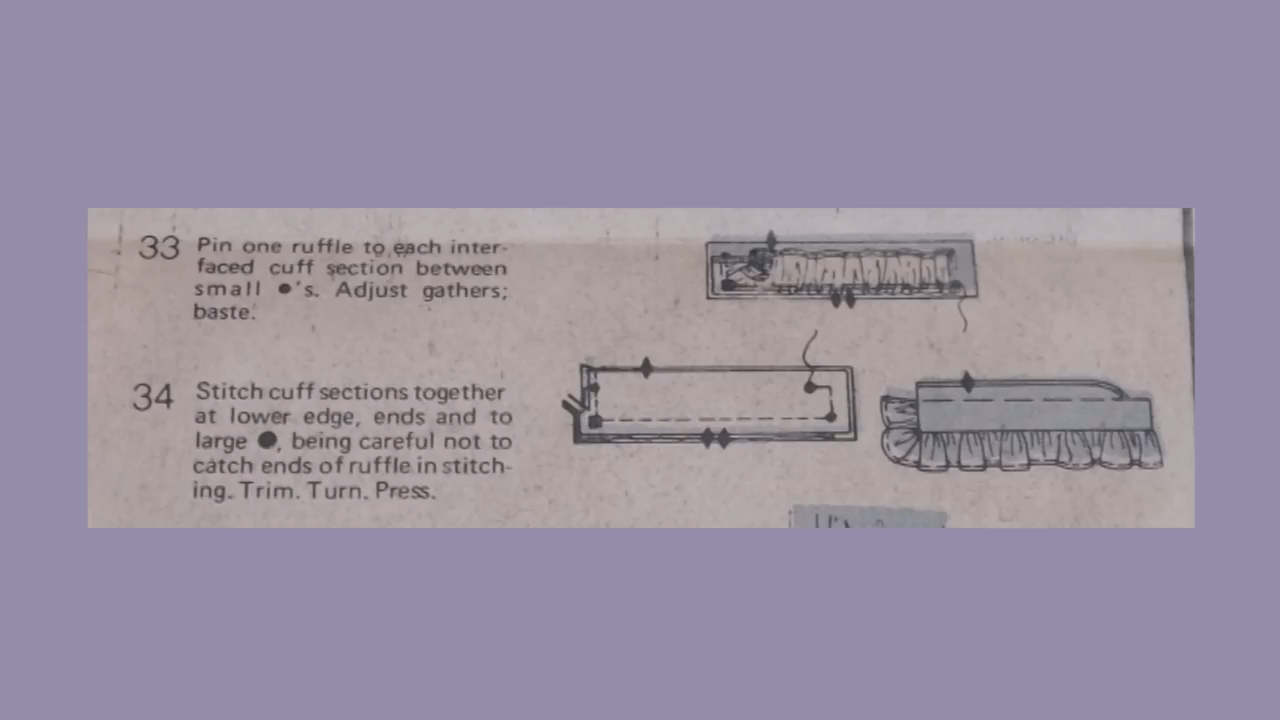 33 Pin one ruffle to each inter-
faced cuff section between
small ●'s. Adjust gathers;
baste.
34 Stitch cuff sections together
at lower edge, ends and to
large ●, being careful not to
catch ends of ruffle in stitch-
ing. Trim. Turn. Press.